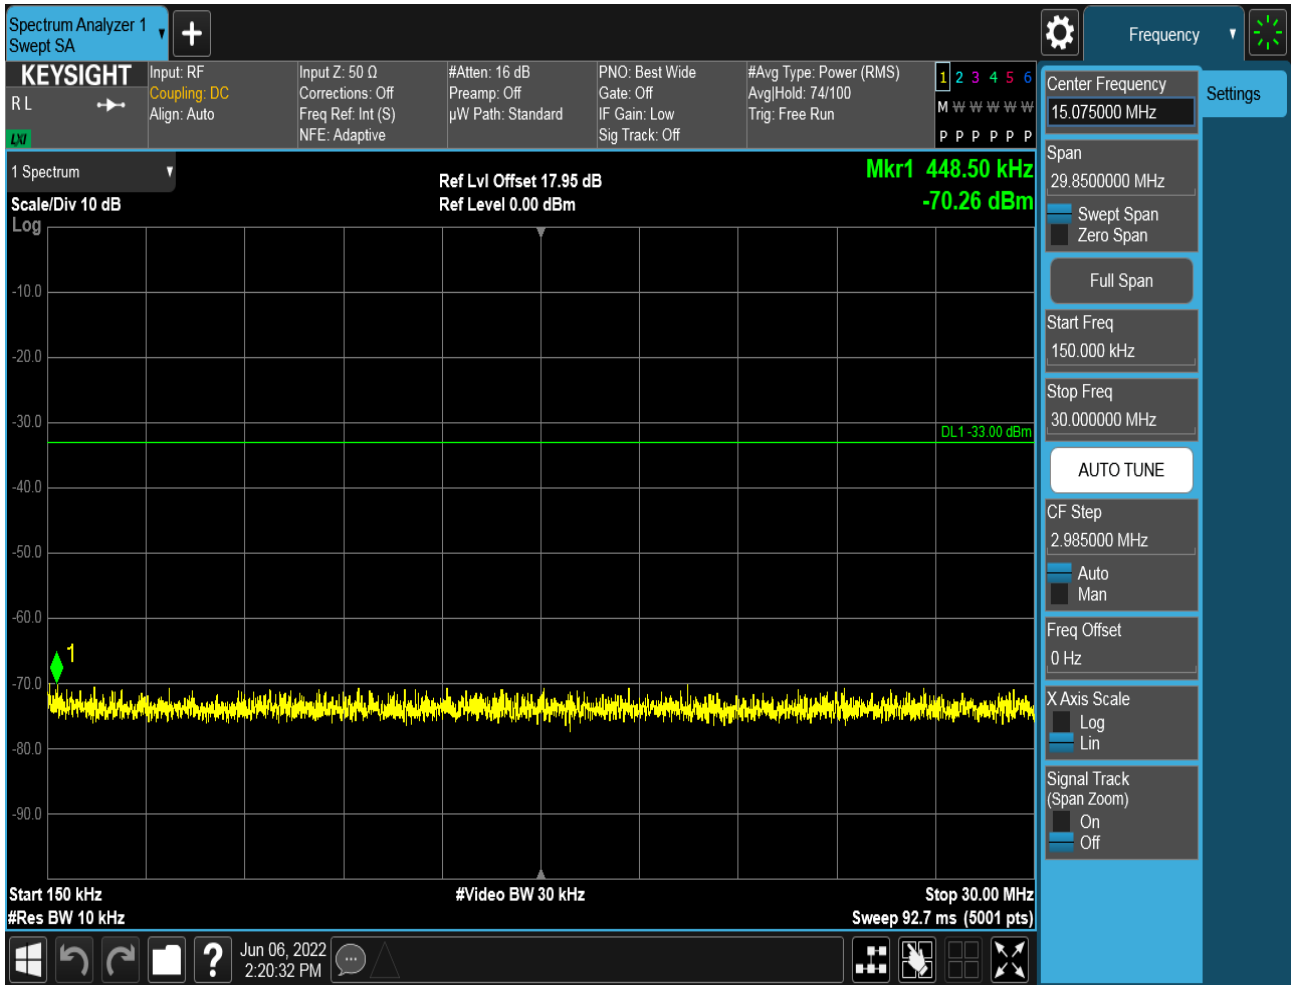 Spectrum Analyzer 1
Swept SA
Frequency
KEYSIGHT
R L
LXI
Input: RF
Coupling: DC
Align: Auto
Input Z: 50 Ω
Corrections: Off
Freq Ref: Int (S)
NFE: Adaptive
#Atten: 16 dB
Preamp: Off
µW Path: Standard
PNO: Best Wide
Gate: Off
IF Gain: Low
Sig Track: Off
#Avg Type: Power (RMS)
Avg|Hold: 74/100
Trig: Free Run
1 2 3 4 5 6
M W W W W W
P P P P P P
1 Spectrum
Scale/Div 10 dB
Log
Ref Lvl Offset 17.95 dB
Ref Level 0.00 dBm
Mkr1 448.50 kHz
-70.26 dBm
-10.0
-20.0
-30.0
DL1 -33.00 dBm
-40.0
-50.0
-60.0
1
-70.0
-80.0
-90.0
Start 150 kHz
#Video BW 30 kHz
Stop 30.00 MHz
#Res BW 10 kHz
Sweep 92.7 ms (5001 pts)
?
Jun 06, 2022
2:20:32 PM
Center Frequency
15.075000 MHz
Settings
Span
29.8500000 MHz
Swept Span
Zero Span
Full Span
Start Freq
150.000 kHz
Stop Freq
30.000000 MHz
AUTO TUNE
CF Step
2.985000 MHz
Auto
Man
Freq Offset
0 Hz
X Axis Scale
Log
Lin
Signal Track
(Span Zoom)
On
Off